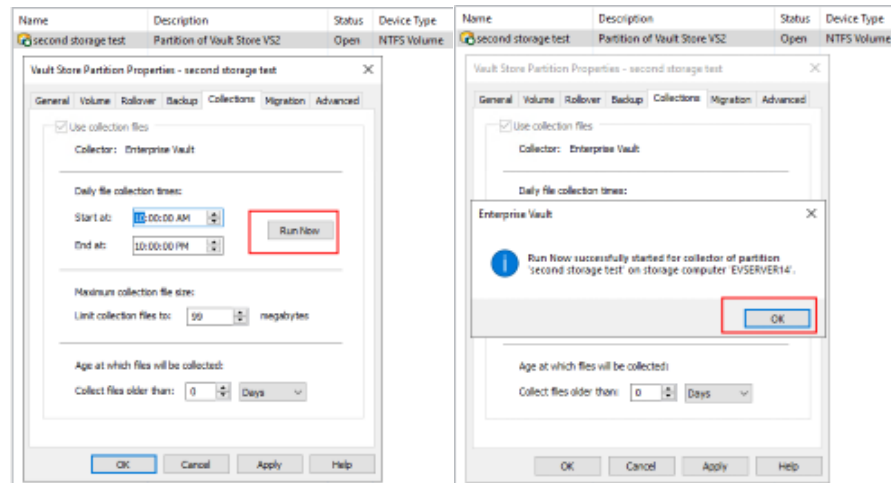 Name Description Status Device Type
second storage test Partition of Vault Store VS2 Open NTFS Volume
Vault Store Partition Properties - second storage test
General Volume Rollover Backup Collections Migration Advanced
Use collection files
Collector: Enterprise Vault
Daily file collection times:
Start at: 10:00:00 AM
Run Now
End at: 10:00:00 PM
Maximum collection file size:
Limit collection files to: 99 megabytes
Age at which files will be collected:
Collect files older than: 0 Days
OK Cancel Apply Help
Name Description Status Device Type
second storage test Partition of Vault Store VS2 Open NTFS Volume
Vault Store Partition Properties - second storage test
General Volume Rollover Backup Collections Migration Advanced
Use collection files
Collector: Enterprise Vault
Daily file collection times:
Enterprise Vault
Run Now successfully started for collector of partition
'second storage test' on storage computer 'EVSERVER14'.
OK
Age at which files will be collected:
Collect files older than: 0 Days
OK Cancel Apply Help